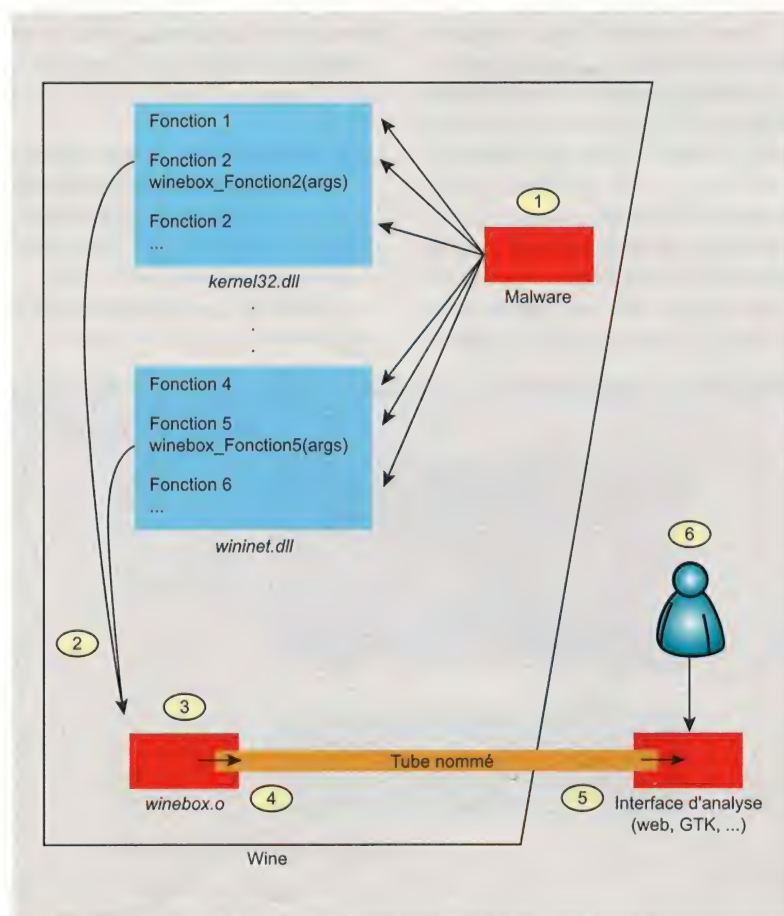 Fonction 1
Fonction 2
winebox_Fonction2(args)
Fonction 2
...
kernel32.dll
.
.
.
1
Malware
Fonction 4
Fonction 5
winebox_Fonction5(args)
Fonction 6
...
wininet.dll
6
2
3
Tube nommé
winebox.o
4
5
Interface d'analyse
(web, GTK, ...)
Wine